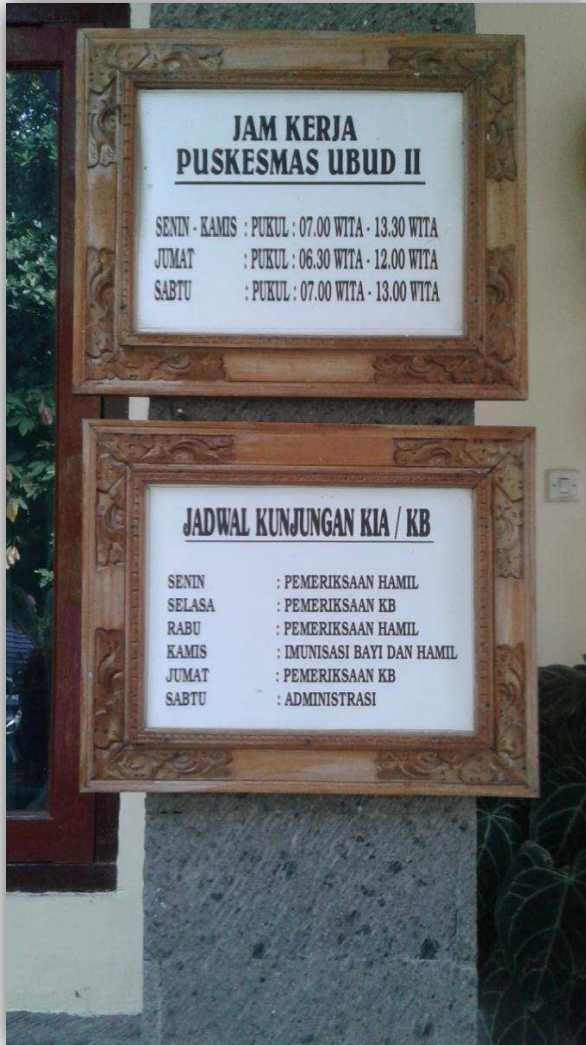 JAM KERJA
PUSKESMAS UBUD II
SENIN - KAMIS : PUKUL : 07.00 WITA - 13.30 WITA
JUMAT : PUKUL : 06.30 WITA - 12.00 WITA
SABTU : PUKUL : 07.00 WITA - 13.00 WITA
JADWAL KUNJUNGAN KIA / KB
SENIN : PEMERIKSAAN HAMIL
SELASA : PEMERIKSAAN KB
RABU : PEMERIKSAAN HAMIL
KAMIS : IMUNISASI BAYI DAN HAMIL
JUMAT : PEMERIKSAAN KB
SABTU : ADMINISTRASI